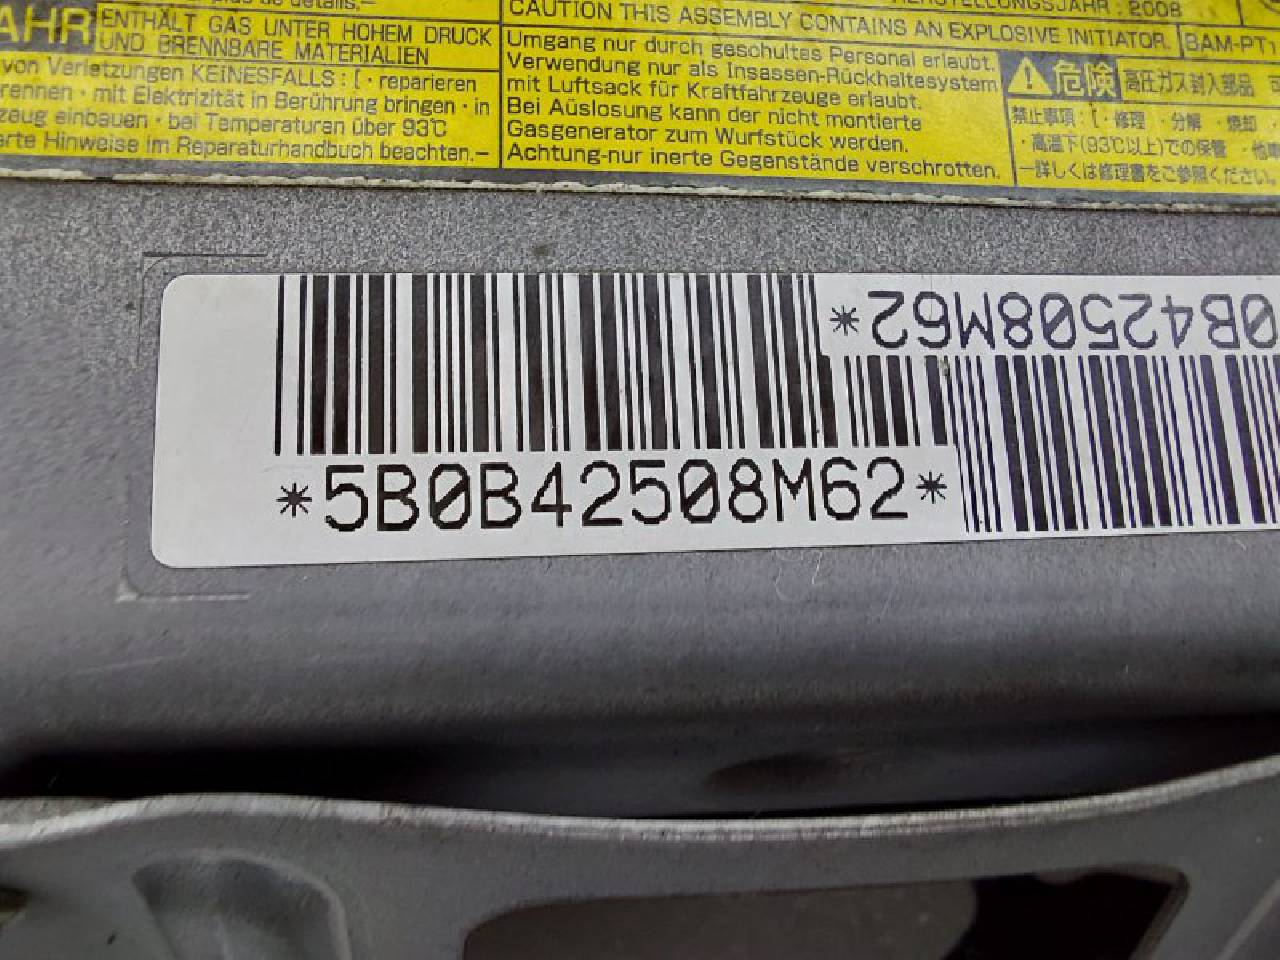 details.–
HERSTELLUNGSJAHR : 2008
CAUTION THIS ASSEMBLY CONTAINS AN EXPLOSIVE INITIATOR.
BAM-PT1
AHR
ENTHÄLT GAS UNTER HOHEM DRUCK
UND BRENNBARE MATERIALIEN
von Verletzungen KEINESFALLS : [ · reparieren
rennen · mit Elektrizität in Berührung bringen · in
zeug einbauen · bei Temperaturen über 93℃
rte Hinweise im Reparaturhandbuch beachten.–
Umgang nur durch geschultes Personal erlaubt.
Verwendung nur als Insassen-Rückhaltesystem
mit Luftsack für Kraftfahrzeuge erlaubt.
Bei Auslosung kann der nicht montierte
Gasgenerator zum Wurfstück werden.
Achtung-nur inerte Gegenstände verschrotten.
危険
高圧ガス封入部品
禁止事項 : [ · 修理 · 分解 · 焼却
· 高温下(93℃以上)での保管
一詳しくは修理書をご参照ください。
0B42508M62*
*5B0B42508M62*